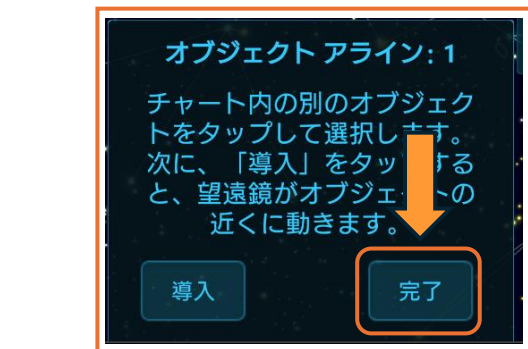 オブジェクト アライン: 1
チャート内の別のオブジェク
トをタップして選択します。
次に、「導入」をタップする
と、望遠鏡がオブジェクトの
近くに動きます。
導入
完了